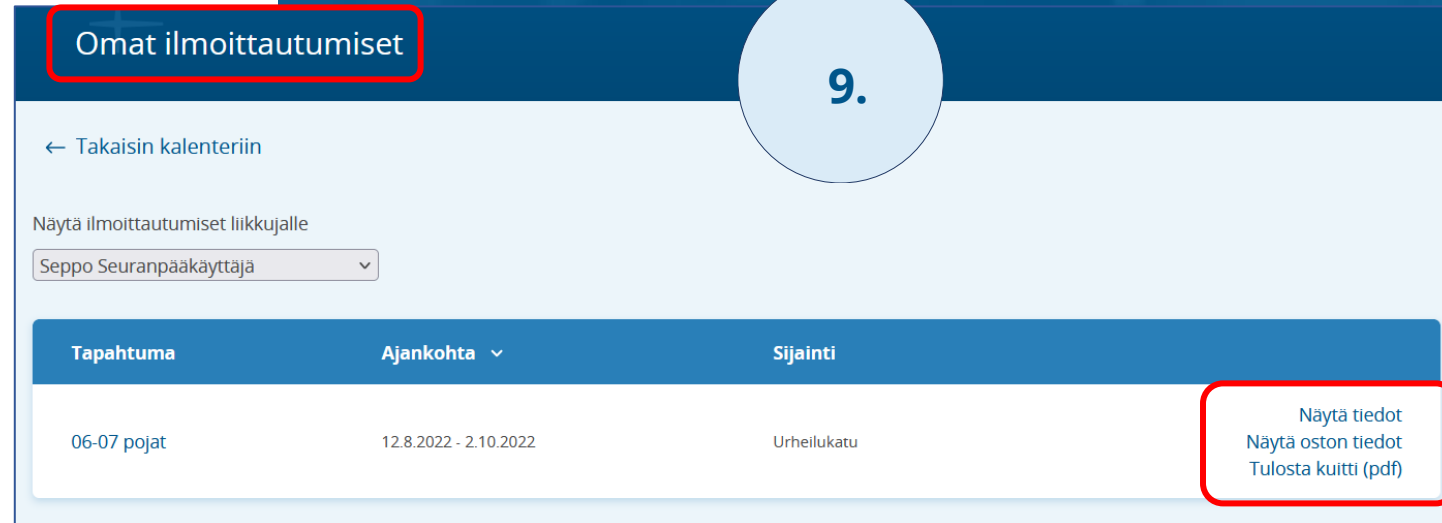 Omat ilmoittautumiset
9.
← Takaisin kalenteriin
Näytä ilmoittautumiset liikkujalle
Seppo Seuranpääkäyttäjä
Tapahtuma Ajankohta Sijainti
06-07 pojat 12.8.2022 - 2.10.2022 Urheilukatu
Näytä tiedot
Näytä oston tiedot
Tulosta kuitti (pdf)